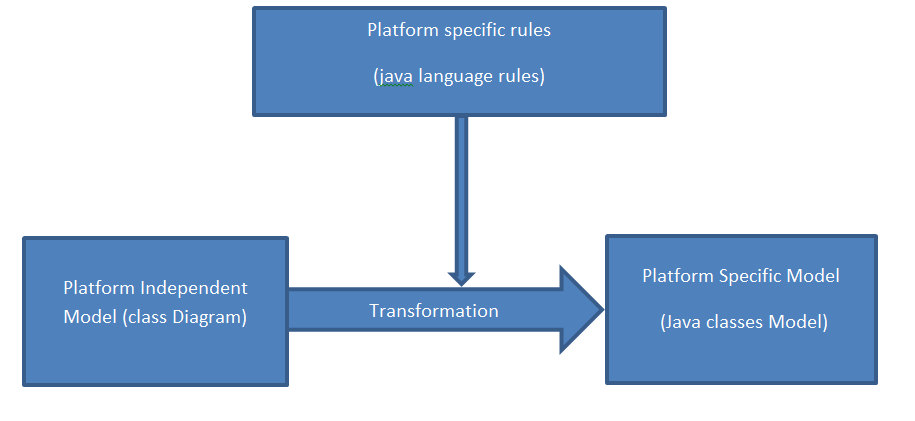 Platform specific rules
(java language rules)
Platform Independent
Model (class Diagram)
Transformation
Platform Specific Model
(Java classes Model)